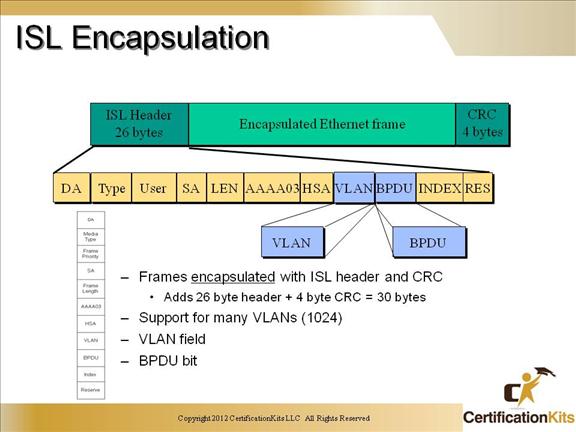 ISL Encapsulation
ISL Header
26 bytes
Encapsulated Ethernet frame
CRC
4 bytes
DA Type User SA LEN AAAA03 HSA VLAN BPDU INDEX RES
VLAN BPDU
DA
Media
Type
Frame
Priority
SA
Frame
Length
AAAA03
HSA
VLAN
BPDU
Index
Reserve
– Frames encapsulated with ISL header and CRC
• Adds 26 byte header + 4 byte CRC = 30 bytes
– Support for many VLANs (1024)
– VLAN field
– BPDU bit
Copyright 2012 CertificationKits LLC All Rights Reserved
CertificationKits